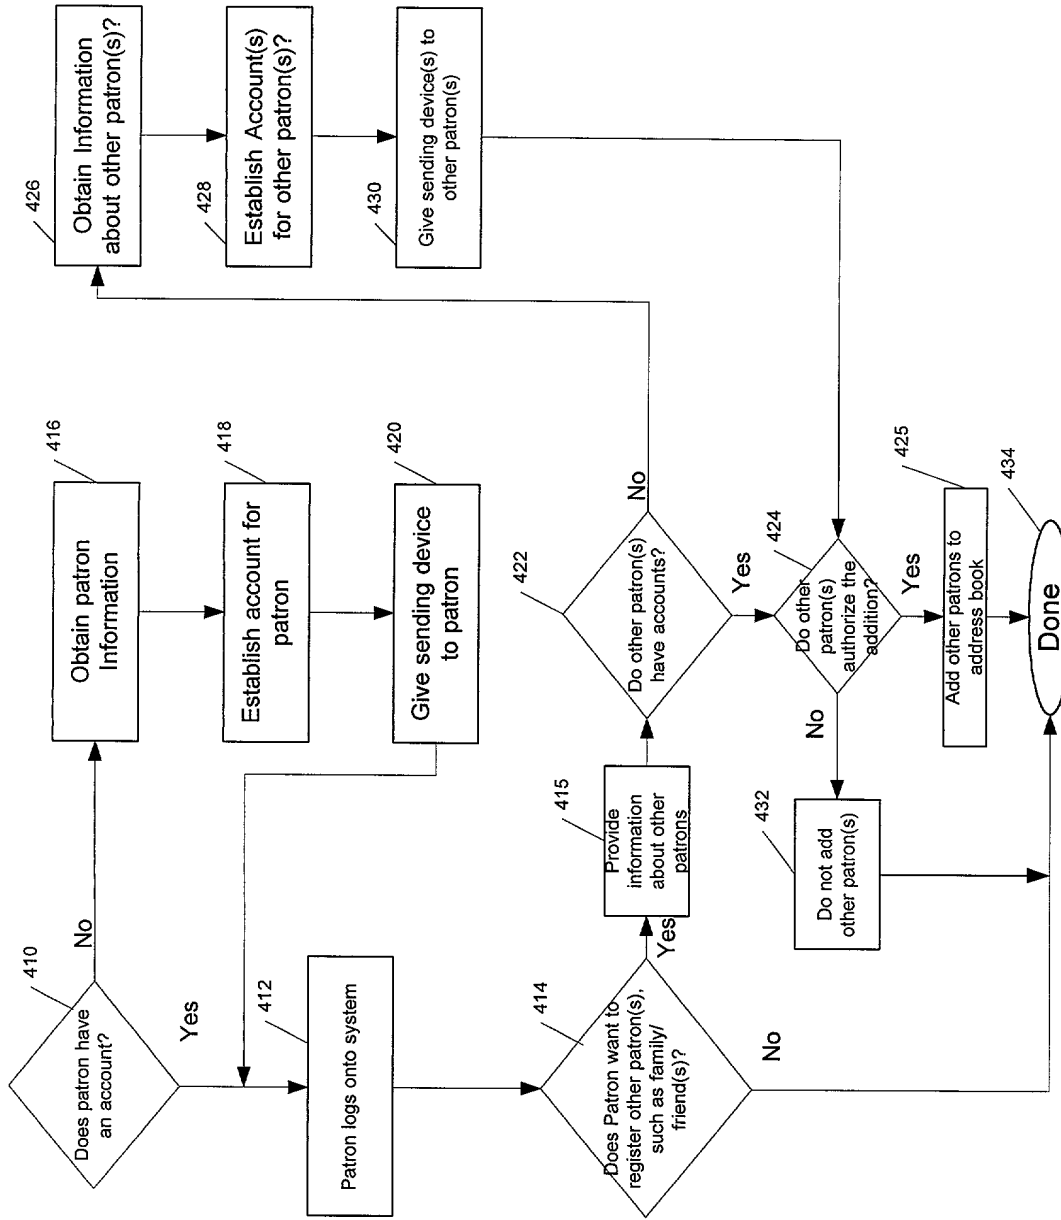 410
Does patron have
an account?
No
Yes
416
Obtain patron
Information
418
Establish account for
patron
420
Give sending device
to patron
412
Patron logs onto system
414
Does Patron want to
register other patron(s),
such as family/
friend(s)?
Yes
No
415
Provide
information
about other
patrons
422
Do other patron(s)
have accounts?
No
Yes
426
Obtain Information
about other patron(s)?
428
Establish Account(s)
for other patron(s)?
430
Give sending device(s) to
other patron(s)
424
Do other
patron(s)
authorize the
addition?
No
Yes
432
Do not add
other patron(s)
425
Add other patrons to
address book
434
Done